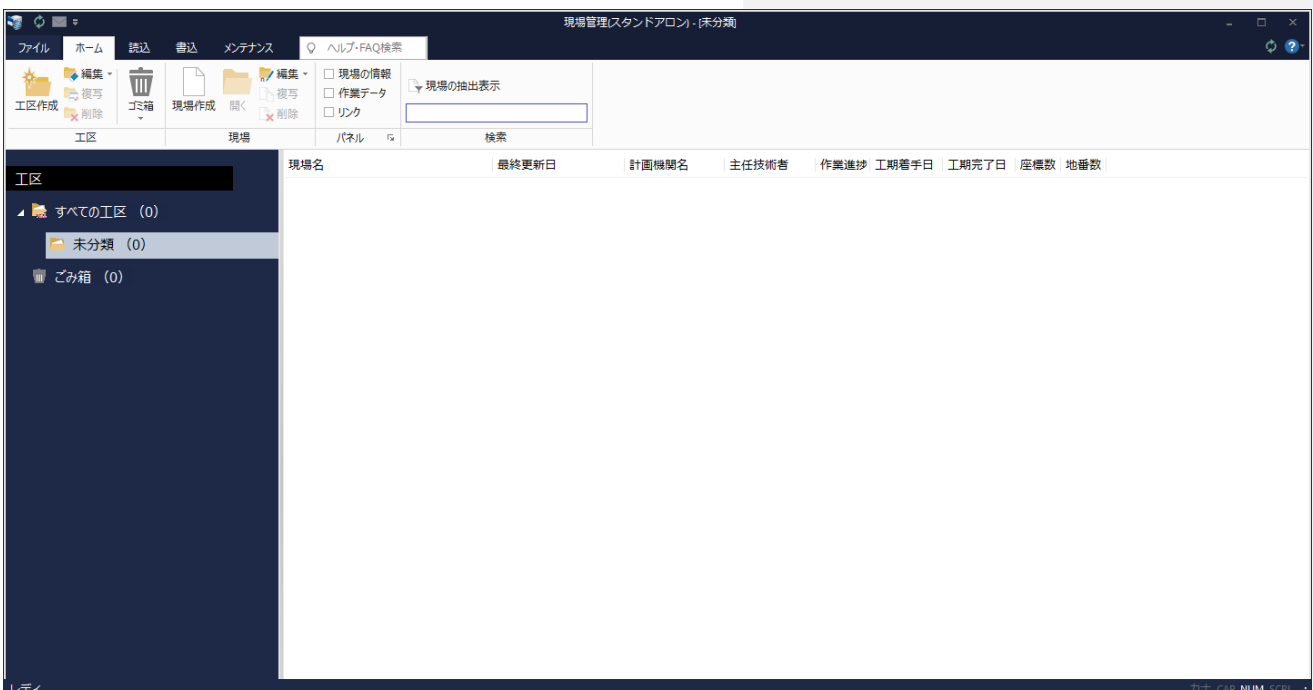 現場管理(スタンドアロン) - [未分類]
ファイル ホーム 読込 書込 メンテナンス ヘルプ・FAQ検索
工区作成 編集 複写 削除 ゴミ箱
工区
現場作成 開く 編集 複写 削除
現場
現場の情報
作業データ
リンク
パネル
現場の抽出表示
検索
工区
すべての工区 (0)
未分類 (0)
ごみ箱 (0)
現場名 最終更新日 計画機関名 主任技術者 作業進捗 工期着手日 工期完了日 座標数 地番数
レディ
カナ CAP NUM SCRL